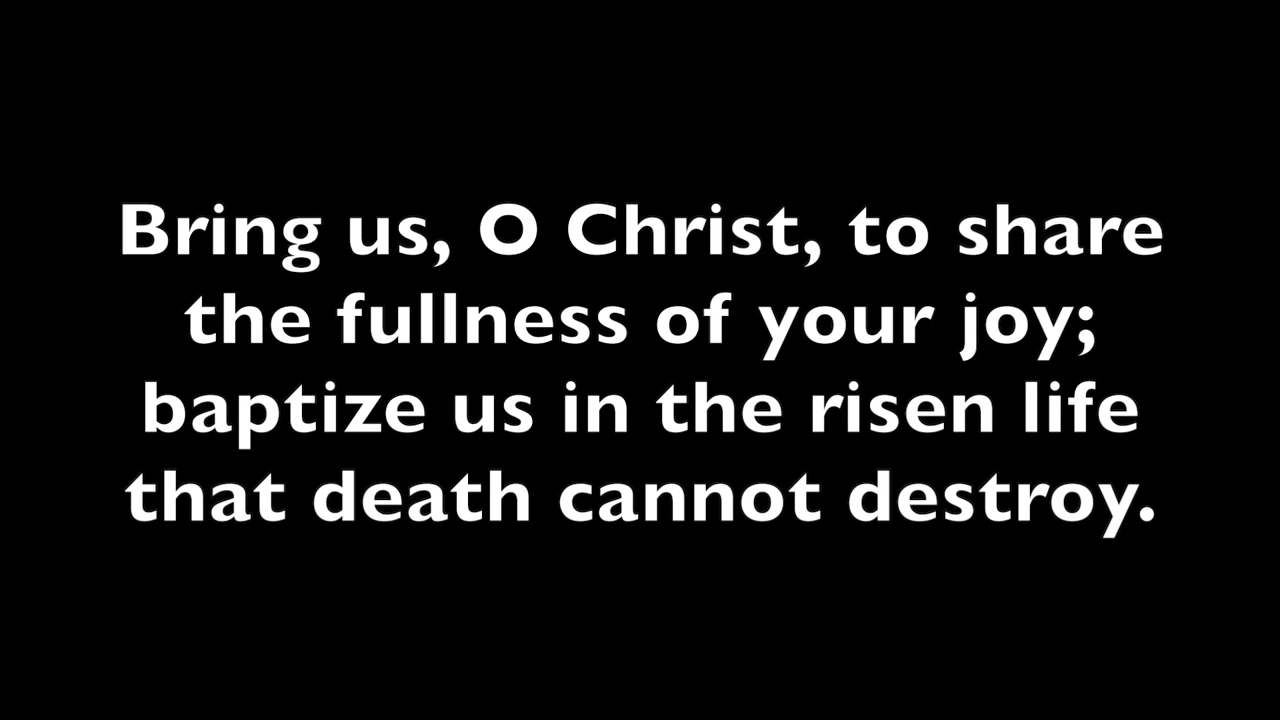 Bring us, O Christ, to share
the fullness of your joy;
baptize us in the risen life
that death cannot destroy.